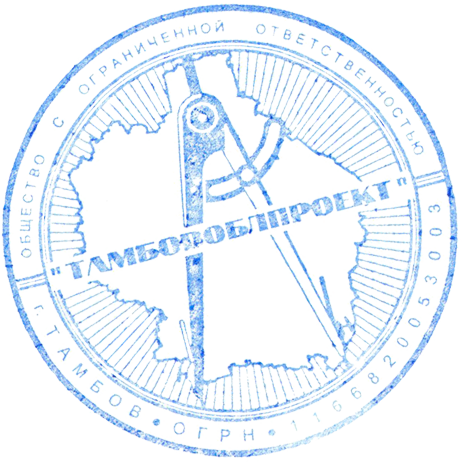 ОБЩЕСТВО С ОГРАНИЧЕННОЙ ОТВЕТСТВЕННОСТЬЮ
"ТАМБОВОБЛПРОЕКТ"
г. ТАМБОВ * ОГРН * 1166820053003